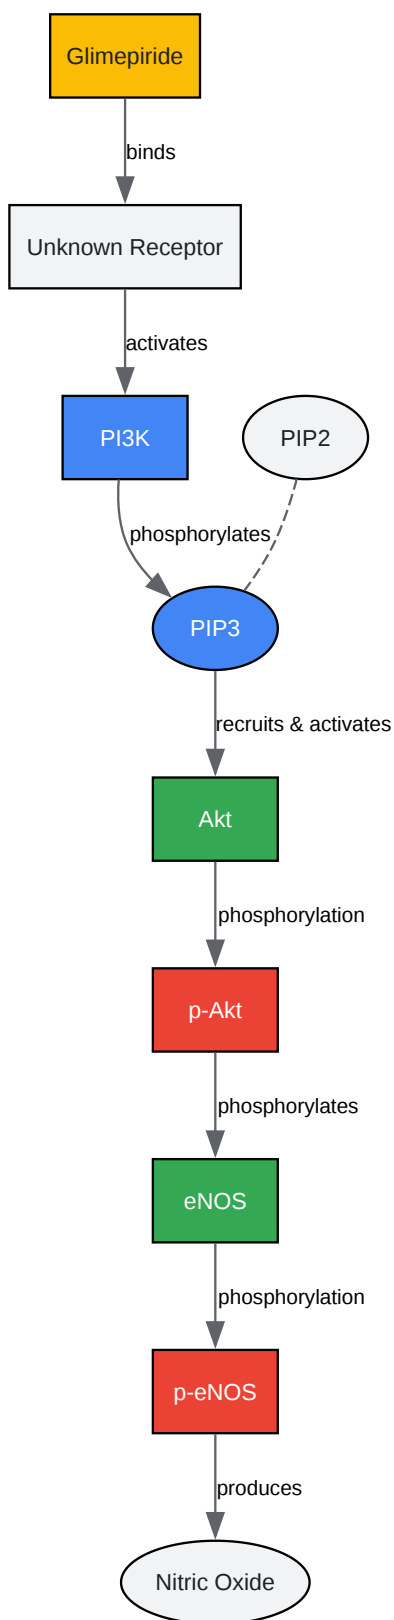 Glimepiride
binds
Unknown Receptor
activates
PI3K
PIP2
phosphorylates
PIP3
recruits & activates
Akt
phosphorylation
p-Akt
phosphorylates
eNOS
phosphorylation
p-eNOS
produces
Nitric Oxide